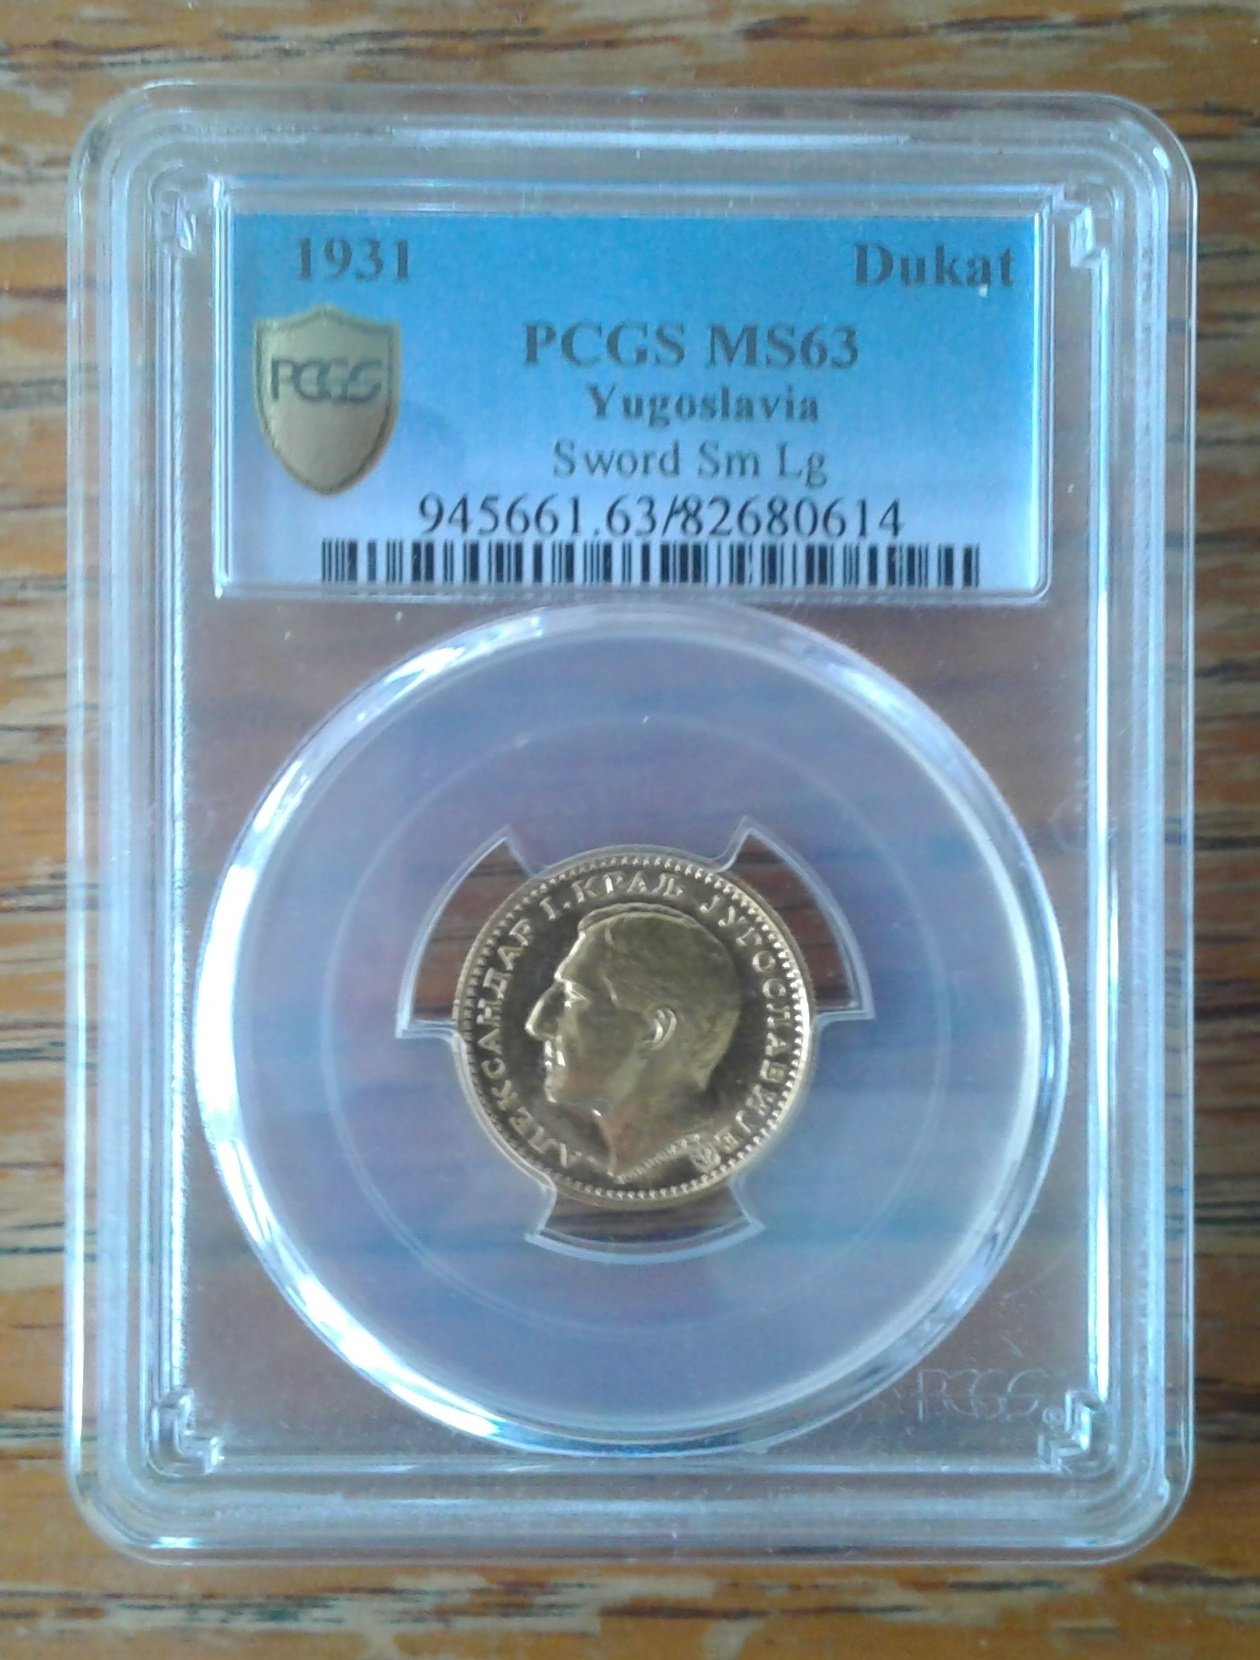 1931 Dukat
PCGS
PCGS MS63
Yugoslavia
Sword Sm Lg
945661.63/82680614
АЛЕКСАНДАР I. КРАЉ ЈУГОСЛАВИЈЕ
PCGS